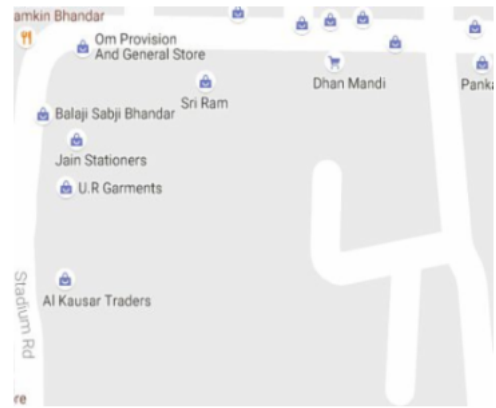 amkin Bhandar
Om Provision
And General Store
Sri Ram
Dhan Mandi
Panka
Balaji Sabji Bhandar
Jain Stationers
U.R Garments
Al Kausar Traders
Stadium Rd
re